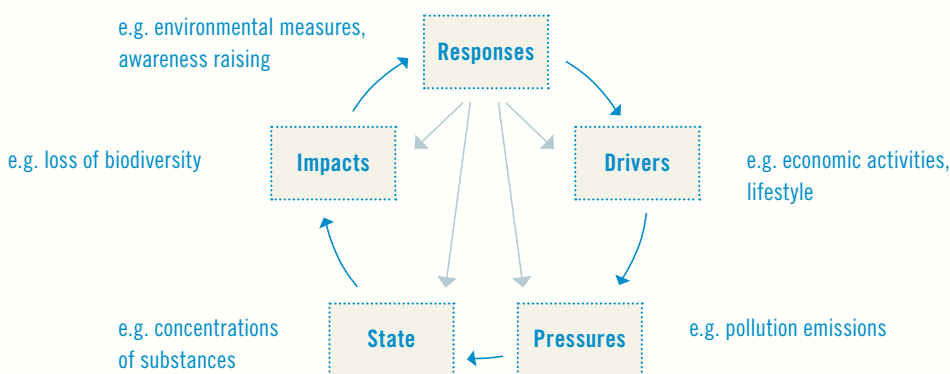 e.g. environmental measures,
awareness raising
Responses
e.g. loss of biodiversity
Impacts
Drivers
e.g. economic activities,
lifestyle
e.g. concentrations
of substances
State
Pressures
e.g. pollution emissions